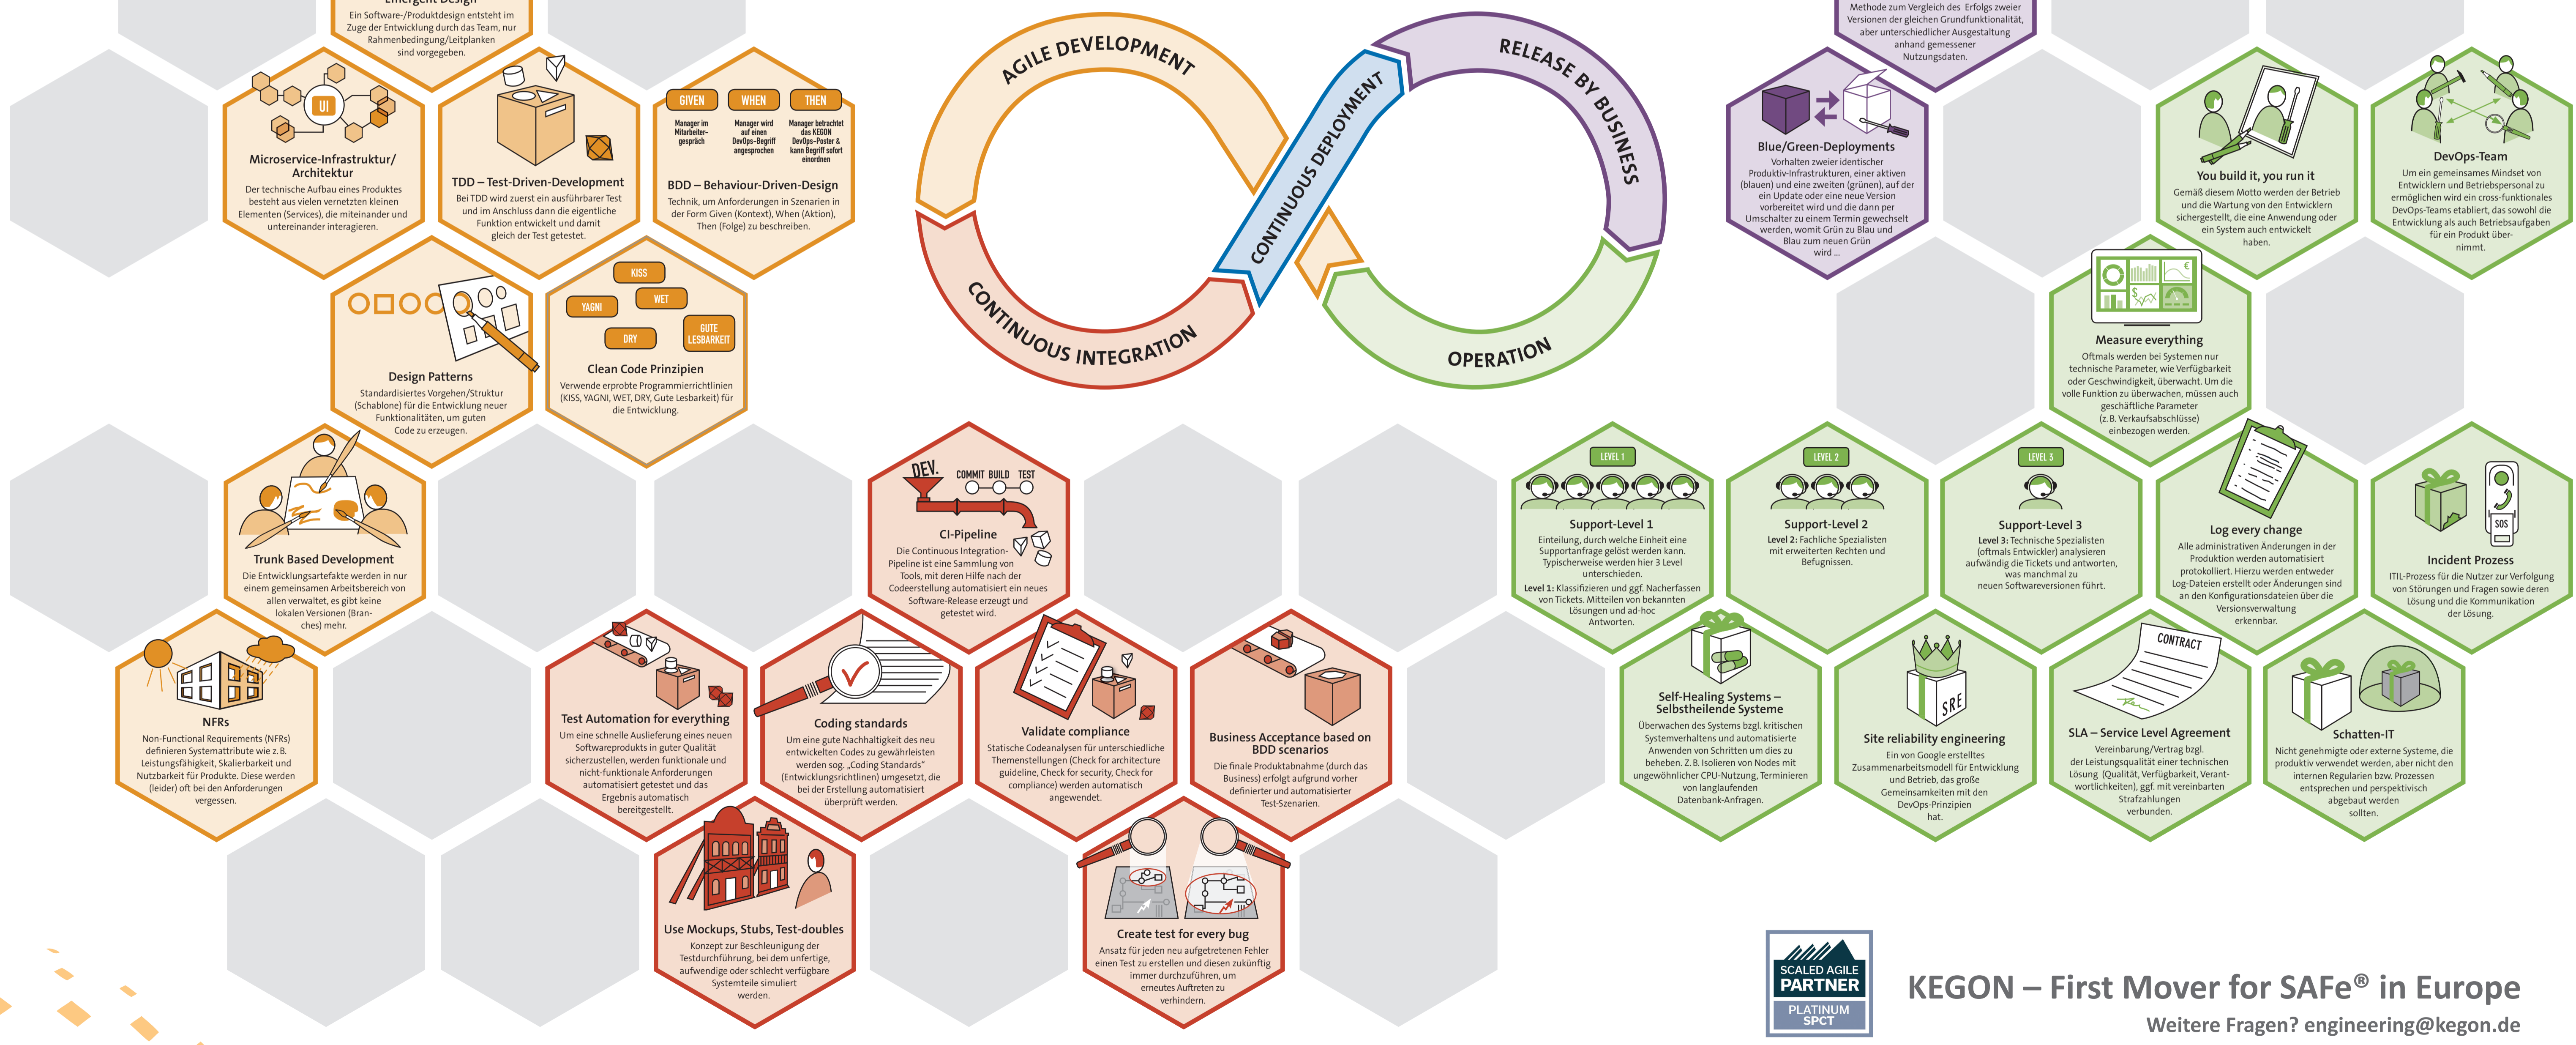 Emergent Design
Ein Software-/Produktdesign entsteht im
Zuge der Entwicklung durch das Team, nur
Rahmenbedingung/Leitplanken
sind vorgegeben.
UI
Microservice-Infrastruktur/
Architektur
Der technische Aufbau eines Produktes
besteht aus vielen vernetzten kleinen
Elementen (Services), die miteinander und
untereinander interagieren.
TDD – Test-Driven-Development
Bei TDD wird zuerst ein ausführbarer Test
und im Anschluss dann die eigentliche
Funktion entwickelt und damit
gleich der Test getestet.
GIVEN
WHEN
THEN
Manager im
Mitarbeiter-
gespräch
Manager wird
auf einen
DevOps-Begriff
angesprochen
Manager betrachtet
das KEGON
DevOps-Poster &
kann Begriff sofort
einordnen
BDD – Behaviour-Driven-Design
Technik, um Anforderungen in Szenarien in
der Form Given (Kontext), When (Aktion),
Then (Folge) zu beschreiben.
Design Patterns
Standardisiertes Vorgehen/Struktur
(Schablone) für die Entwicklung neuer
Funktionalitäten, um guten
Code zu erzeugen.
KISS
YAGNI
WET
DRY
GUTE
LESBARKEIT
Clean Code Prinzipien
Verwende erprobte Programmierrichtlinien
(KISS, YAGNI, WET, DRY, Gute Lesbarkeit) für
die Entwicklung.
Trunk Based Development
Die Entwicklungsartefakte werden in nur
einem gemeinsamen Arbeitsbereich von
allen verwaltet, es gibt keine
lokalen Versionen (Bran-
ches) mehr.
NFRs
Non-Functional Requirements (NFRs)
definieren Systemattribute wie z. B.
Leistungsfähigkeit, Skalierbarkeit und
Nutzbarkeit für Produkte. Diese werden
(leider) oft bei den Anforderungen
vergessen.
AGILE DEVELOPMENT
CONTINUOUS INTEGRATION
CONTINUOUS DEPLOYMENT
RELEASE BY BUSINESS
OPERATION
DEV.
COMMIT BUILD TEST
CI-Pipeline
Die Continuous Integration-
Pipeline ist eine Sammlung von
Tools, mit deren Hilfe nach der
Codeerstellung automatisiert ein neues
Software-Release erzeugt und
getestet wird.
Test Automation for everything
Um eine schnelle Auslieferung eines neuen
Softwareprodukts in guter Qualität
sicherzustellen, werden funktionale und
nicht-funktionale Anforderungen
automatisiert getestet und das
Ergebnis automatisch
bereitgestellt.
Coding standards
Um eine gute Nachhaltigkeit des neu
entwickelten Codes zu gewährleisten
werden sog. „Coding Standards“
(Entwicklungsrichtlinen) umgesetzt, die
bei der Erstellung automatisiert
überprüft werden.
Validate compliance
Statische Codeanalysen für unterschiedliche
Themenstellungen (Check for architecture
guideline, Check for security, Check for
compliance) werden automatisch
angewendet.
Business Acceptance based on
BDD scenarios
Die finale Produktabnahme (durch das
Business) erfolgt aufgrund vorher
definierter und automatisierter
Test-Szenarien.
Use Mockups, Stubs, Test-doubles
Konzept zur Beschleunigung der
Testdurchführung, bei dem unfertige,
aufwendige oder schlecht verfügbare
Systemteile simuliert
werden.
Create test for every bug
Ansatz für jeden neu aufgetretenen Fehler
einen Test zu erstellen und diesen zukünftig
immer durchzuführen, um
erneutes Auftreten zu
verhindern.
Methode zum Vergleich des Erfolgs zweier
Versionen der gleichen Grundfunktionalität,
aber unterschiedlicher Ausgestaltung
anhand gemessener
Nutzungsdaten.
Blue/Green-Deployments
Vorhalten zweier identischer
Produktiv-Infrastrukturen, einer aktiven
(blauen) und eine zweiten (grünen), auf der
ein Update oder eine neue Version
vorbereitet wird und die dann per
Umschalter zu einem Termin gewechselt
werden, womit Grün zu Blau und
Blau zum neuen Grün
wird ...
You build it, you run it
Gemäß diesem Motto werden der Betrieb
und die Wartung von den Entwicklern
sichergestellt, die eine Anwendung oder
ein System auch entwickelt
haben.
DevOps-Team
Um ein gemeinsames Mindset von
Entwicklern und Betriebspersonal zu
ermöglichen wird ein cross-funktionales
DevOps-Teams etabliert, das sowohl die
Entwicklung als auch Betriebsaufgaben
für ein Produkt über-
nimmt.
€
$
Measure everything
Oftmals werden bei Systemen nur
technische Parameter, wie Verfügbarkeit
oder Geschwindigkeit, überwacht. Um die
volle Funktion zu überwachen, müssen auch
geschäftliche Parameter
(z. B. Verkaufsabschlüsse)
einbezogen werden.
LEVEL 1
Support-Level 1
Einteilung, durch welche Einheit eine
Supportanfrage gelöst werden kann.
Typischerweise werden hier 3 Level
unterschieden.
Level 1: Klassifizieren und ggf. Nacherfassen
von Tickets. Mitteilen von bekannten
Lösungen und ad-hoc
Antworten.
LEVEL 2
Support-Level 2
Level 2: Fachliche Spezialisten
mit erweiterten Rechten und
Befugnissen.
LEVEL 3
Support-Level 3
Level 3: Technische Spezialisten
(oftmals Entwickler) analysieren
aufwändig die Tickets und antworten,
was manchmal zu
neuen Softwareversionen führt.
Log every change
Alle administrativen Änderungen in der
Produktion werden automatisiert
protokolliert. Hierzu werden entweder
Log-Dateien erstellt oder Änderungen sind
an den Konfigurationsdateien über die
Versionsverwaltung
erkennbar.
SOS
Incident Prozess
ITIL-Prozess für die Nutzer zur Verfolgung
von Störungen und Fragen sowie deren
Lösung und die Kommunikation
der Lösung.
Self-Healing Systems –
Selbstheilende Systeme
Überwachen des Systems bzgl. kritischen
Systemverhaltens und automatisierte
Anwenden von Schritten um dies zu
beheben. Z. B. Isolieren von Nodes mit
ungewöhnlicher CPU-Nutzung, Terminieren
von langlaufenden
Datenbank-Anfragen.
SRE
Site reliability engineering
Ein von Google erstelltes
Zusammenarbeitsmodell für Entwicklung
und Betrieb, das große
Gemeinsamkeiten mit den
DevOps-Prinzipien
hat.
CONTRACT
SLA – Service Level Agreement
Vereinbarung/Vertrag bzgl.
der Leistungsqualität einer technischen
Lösung (Qualität, Verfügbarkeit, Verant-
wortlichkeiten), ggf. mit vereinbarten
Strafzahlungen
verbunden.
Schatten-IT
Nicht genehmigte oder externe Systeme, die
produktiv verwendet werden, aber nicht den
internen Regularien bzw. Prozessen
entsprechen und perspektivisch
abgebaut werden
sollten.
SCALED AGILE
PARTNER
PLATINUM
SPCT
KEGON – First Mover for SAFe® in Europe
Weitere Fragen? engineering@kegon.de